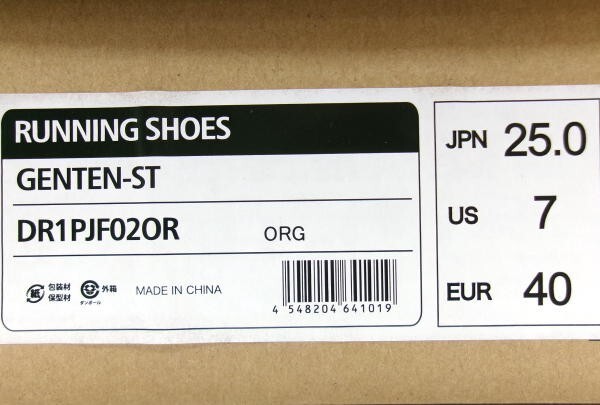 RUNNING SHOES
GENTEN-ST
DR1PJF02OR ORG
紙 包装材 保型材
ダンボール 外箱
MADE IN CHINA
4 548204 641019
JPN 25.0
US 7
EUR 40